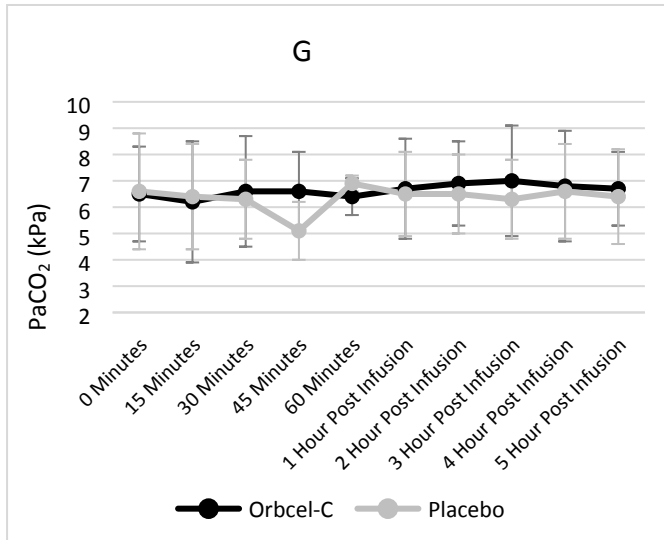 G
PaCO₂ (kPa)
10
9
8
7
6
5
4
3
2
0 Minutes
15 Minutes
30 Minutes
45 Minutes
60 Minutes
1 Hour Post Infusion
2 Hour Post Infusion
3 Hour Post Infusion
4 Hour Post Infusion
5 Hour Post Infusion
Orbcel-C
Placebo